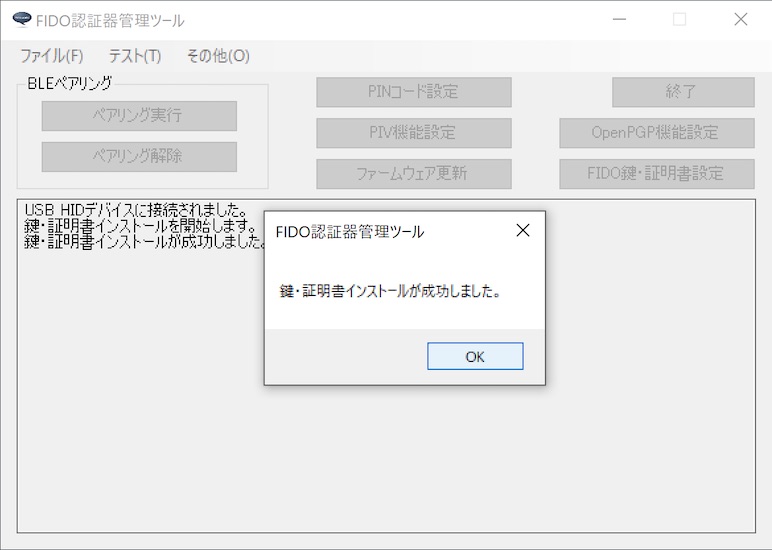 FIDO認証器管理ツール
ファイル(F) テスト(T) その他(O)
BLEペアリング
ペアリング実行
ペアリング解除
PINコード設定
終了
PIV機能設定
OpenPGP機能設定
ファームウェア更新
FIDO鍵・証明書設定
USB HIDデバイスに接続されました。
鍵・証明書インストールを開始します。
鍵・証明書インストールが成功しました。
FIDO認証器管理ツール
鍵・証明書インストールが成功しました。
OK